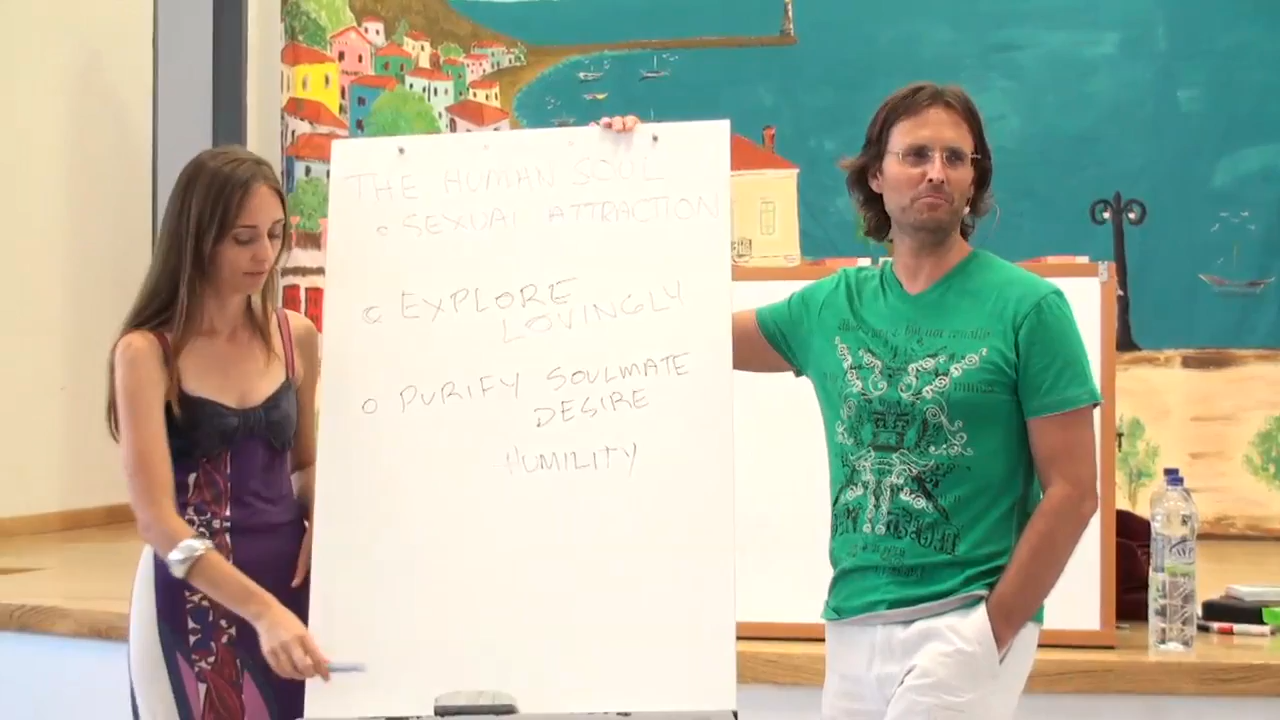 THE HUMAN SOUL
o SEXUAL ATTRACTION
o EXPLORE
LOVINGLY
o PURIFY SOULMATE
DESIRE
HUMILITY